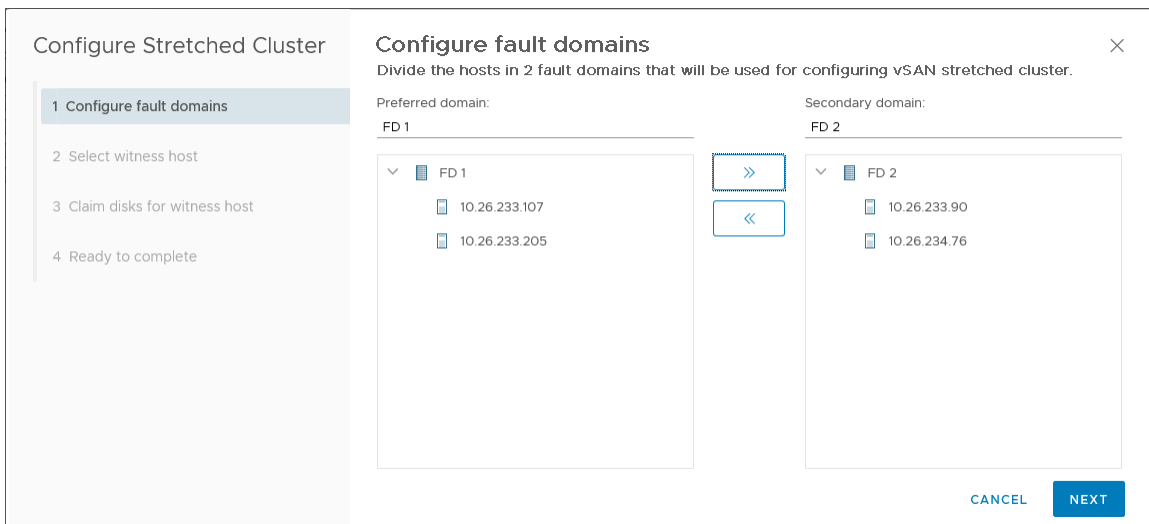 Configure Stretched Cluster
1 Configure fault domains
2 Select witness host
3 Claim disks for witness host
4 Ready to complete
Configure fault domains
Divide the hosts in 2 fault domains that will be used for configuring vSAN stretched cluster.
Preferred domain:
FD 1
FD 1
10.26.233.107
10.26.233.205
Secondary domain:
FD 2
FD 2
10.26.233.90
10.26.234.76
CANCEL
NEXT